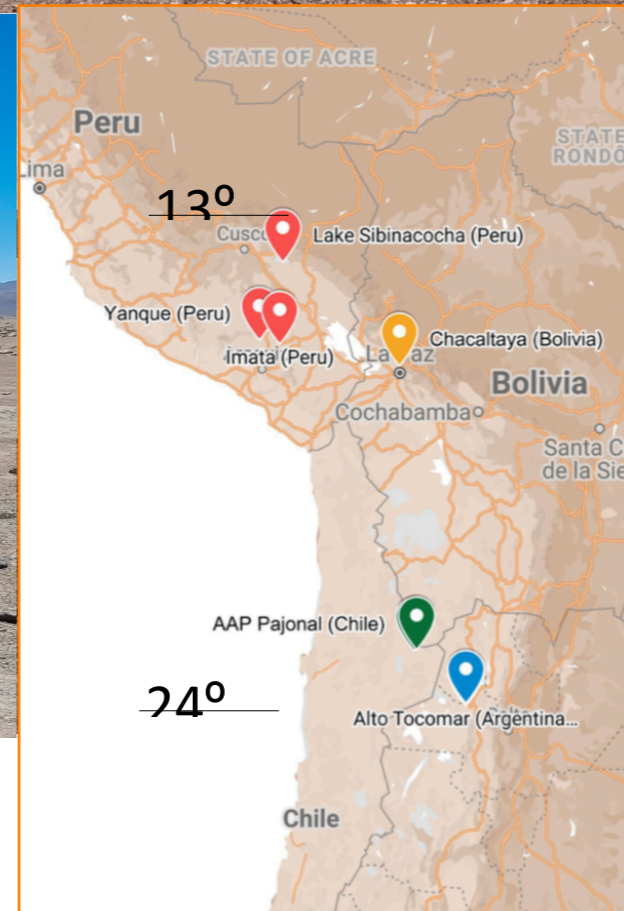 STATE OF ACRE
Peru
STATE
RONDÔ
Lima
13º
Cusco
Lake Sibinacocha (Peru)
Yanque (Peru)
Imata (Peru)
La Paz
Chacaltaya (Bolivia)
Bolivia
Cochabamba
Santa C
de la Sie
AAP Pajonal (Chile)
24º
Alto Tocomar (Argentina...
Chile